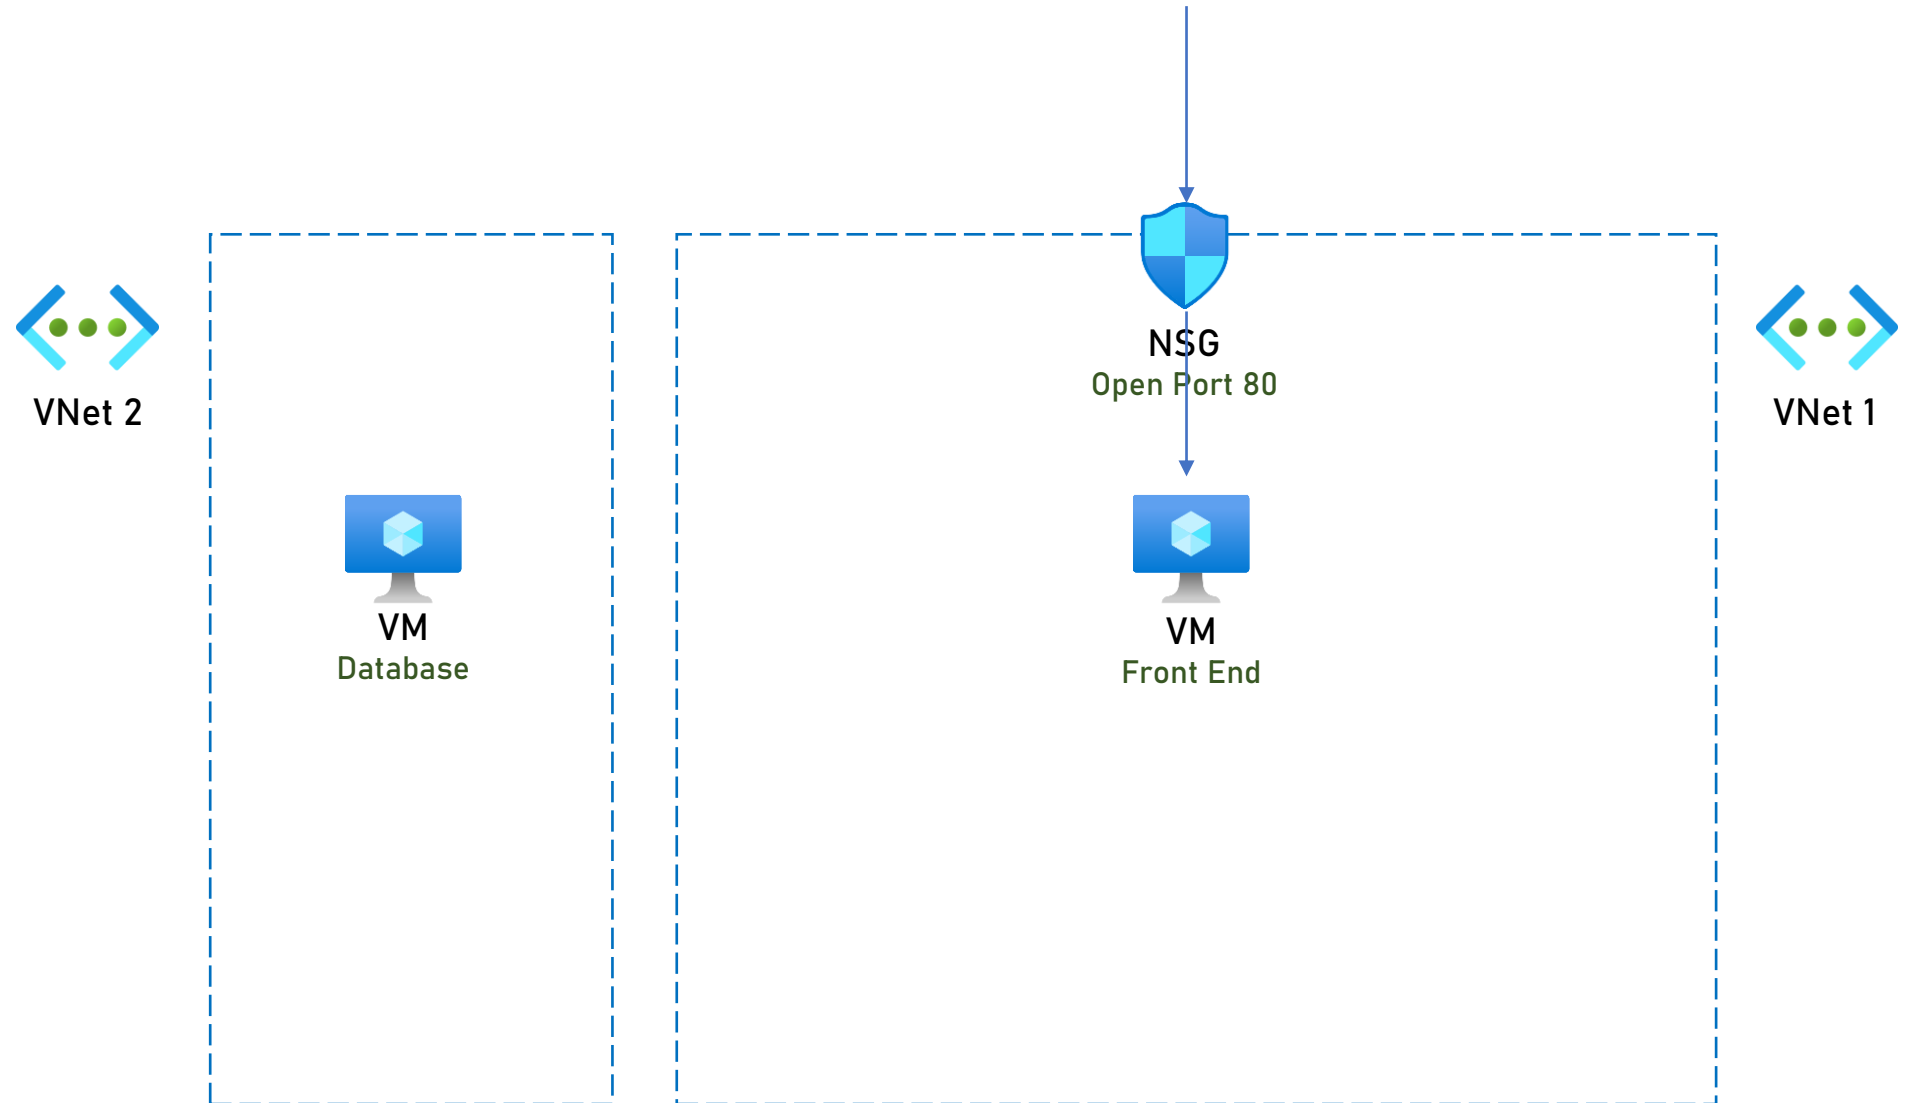 NSG
Open Port 80
VNet 2
VNet 1
VM
Database
VM
Front End